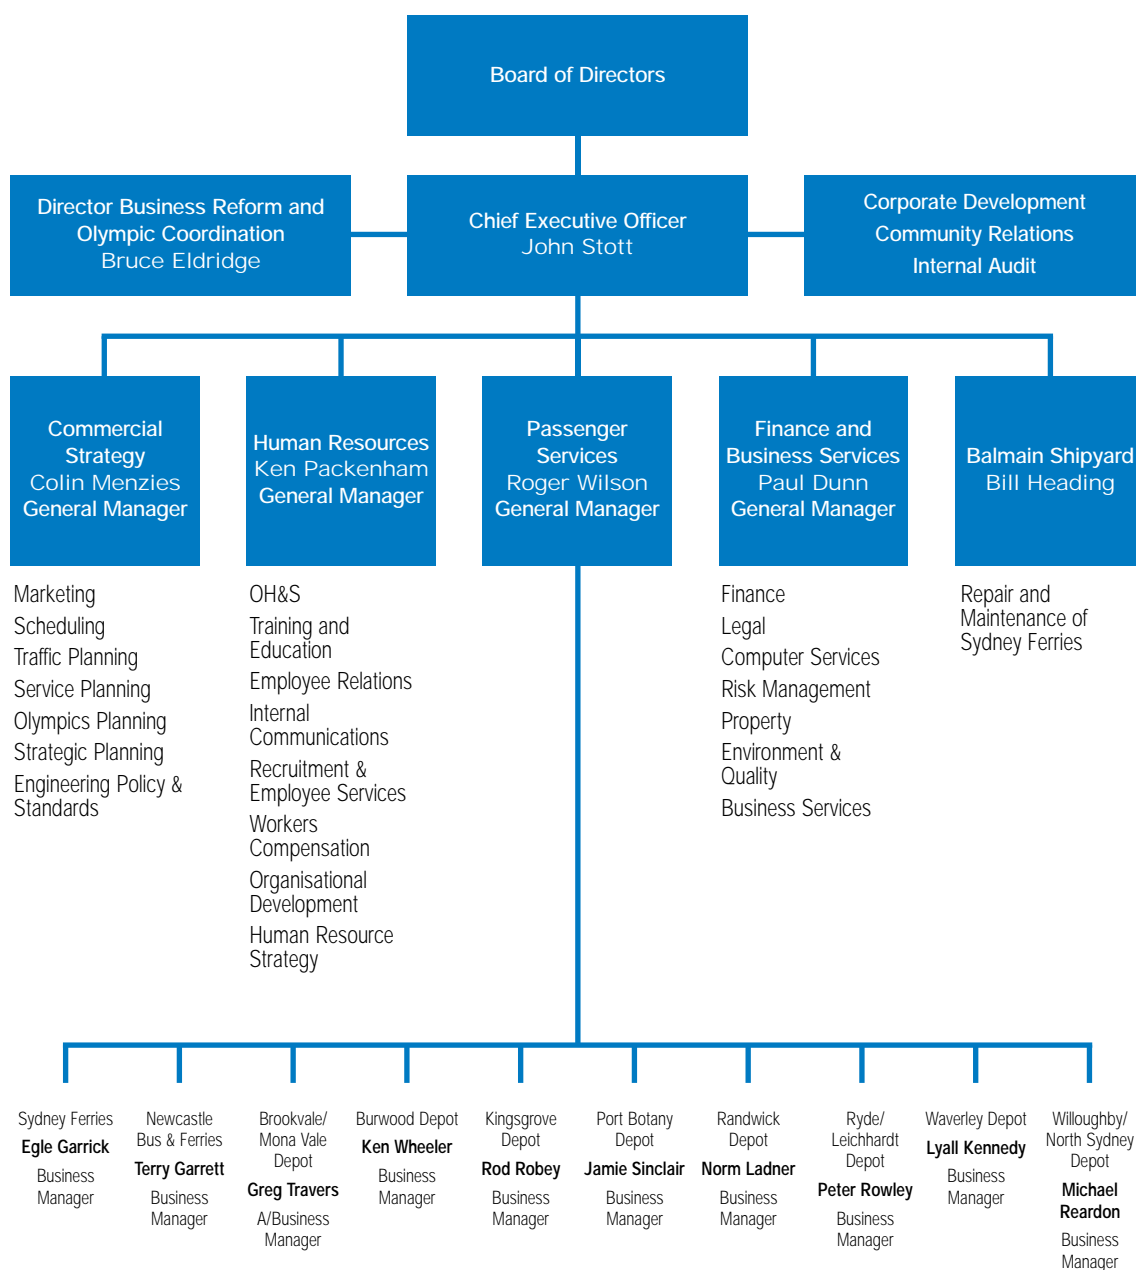 Board of Directors
Director Business Reform and
Olympic Coordination
Bruce Eldridge
Chief Executive Officer
John Stott
Corporate Development
Community Relations
Internal Audit
Commercial
Strategy
Colin Menzies
General Manager
Human Resources
Ken Packenham
General Manager
Passenger
Services
Roger Wilson
General Manager
Finance and
Business Services
Paul Dunn
General Manager
Balmain Shipyard
Bill Heading
Marketing
Scheduling
Traffic Planning
Service Planning
Olympics Planning
Strategic Planning
Engineering Policy &
Standards
OH&S
Training and
Education
Employee Relations
Internal
Communications
Recruitment &
Employee Services
Workers
Compensation
Organisational
Development
Human Resource
Strategy
Finance
Legal
Computer Services
Risk Management
Property
Environment &
Quality
Business Services
Repair and
Maintenance of
Sydney Ferries
Sydney Ferries
Egle Garrick
Business
Manager
Newcastle
Bus & Ferries
Terry Garrett
Business
Manager
Brookvale/
Mona Vale
Depot
Greg Travers
A/Business
Manager
Burwood Depot
Ken Wheeler
Business
Manager
Kingsgrove
Depot
Rod Robey
Business
Manager
Port Botany
Depot
Jamie Sinclair
Business
Manager
Randwick
Depot
Norm Ladner
Business
Manager
Ryde/
Leichhardt
Depot
Peter Rowley
Business
Manager
Waverley Depot
Lyall Kennedy
Business
Manager
Willoughby/
North Sydney
Depot
Michael
Reardon
Business
Manager